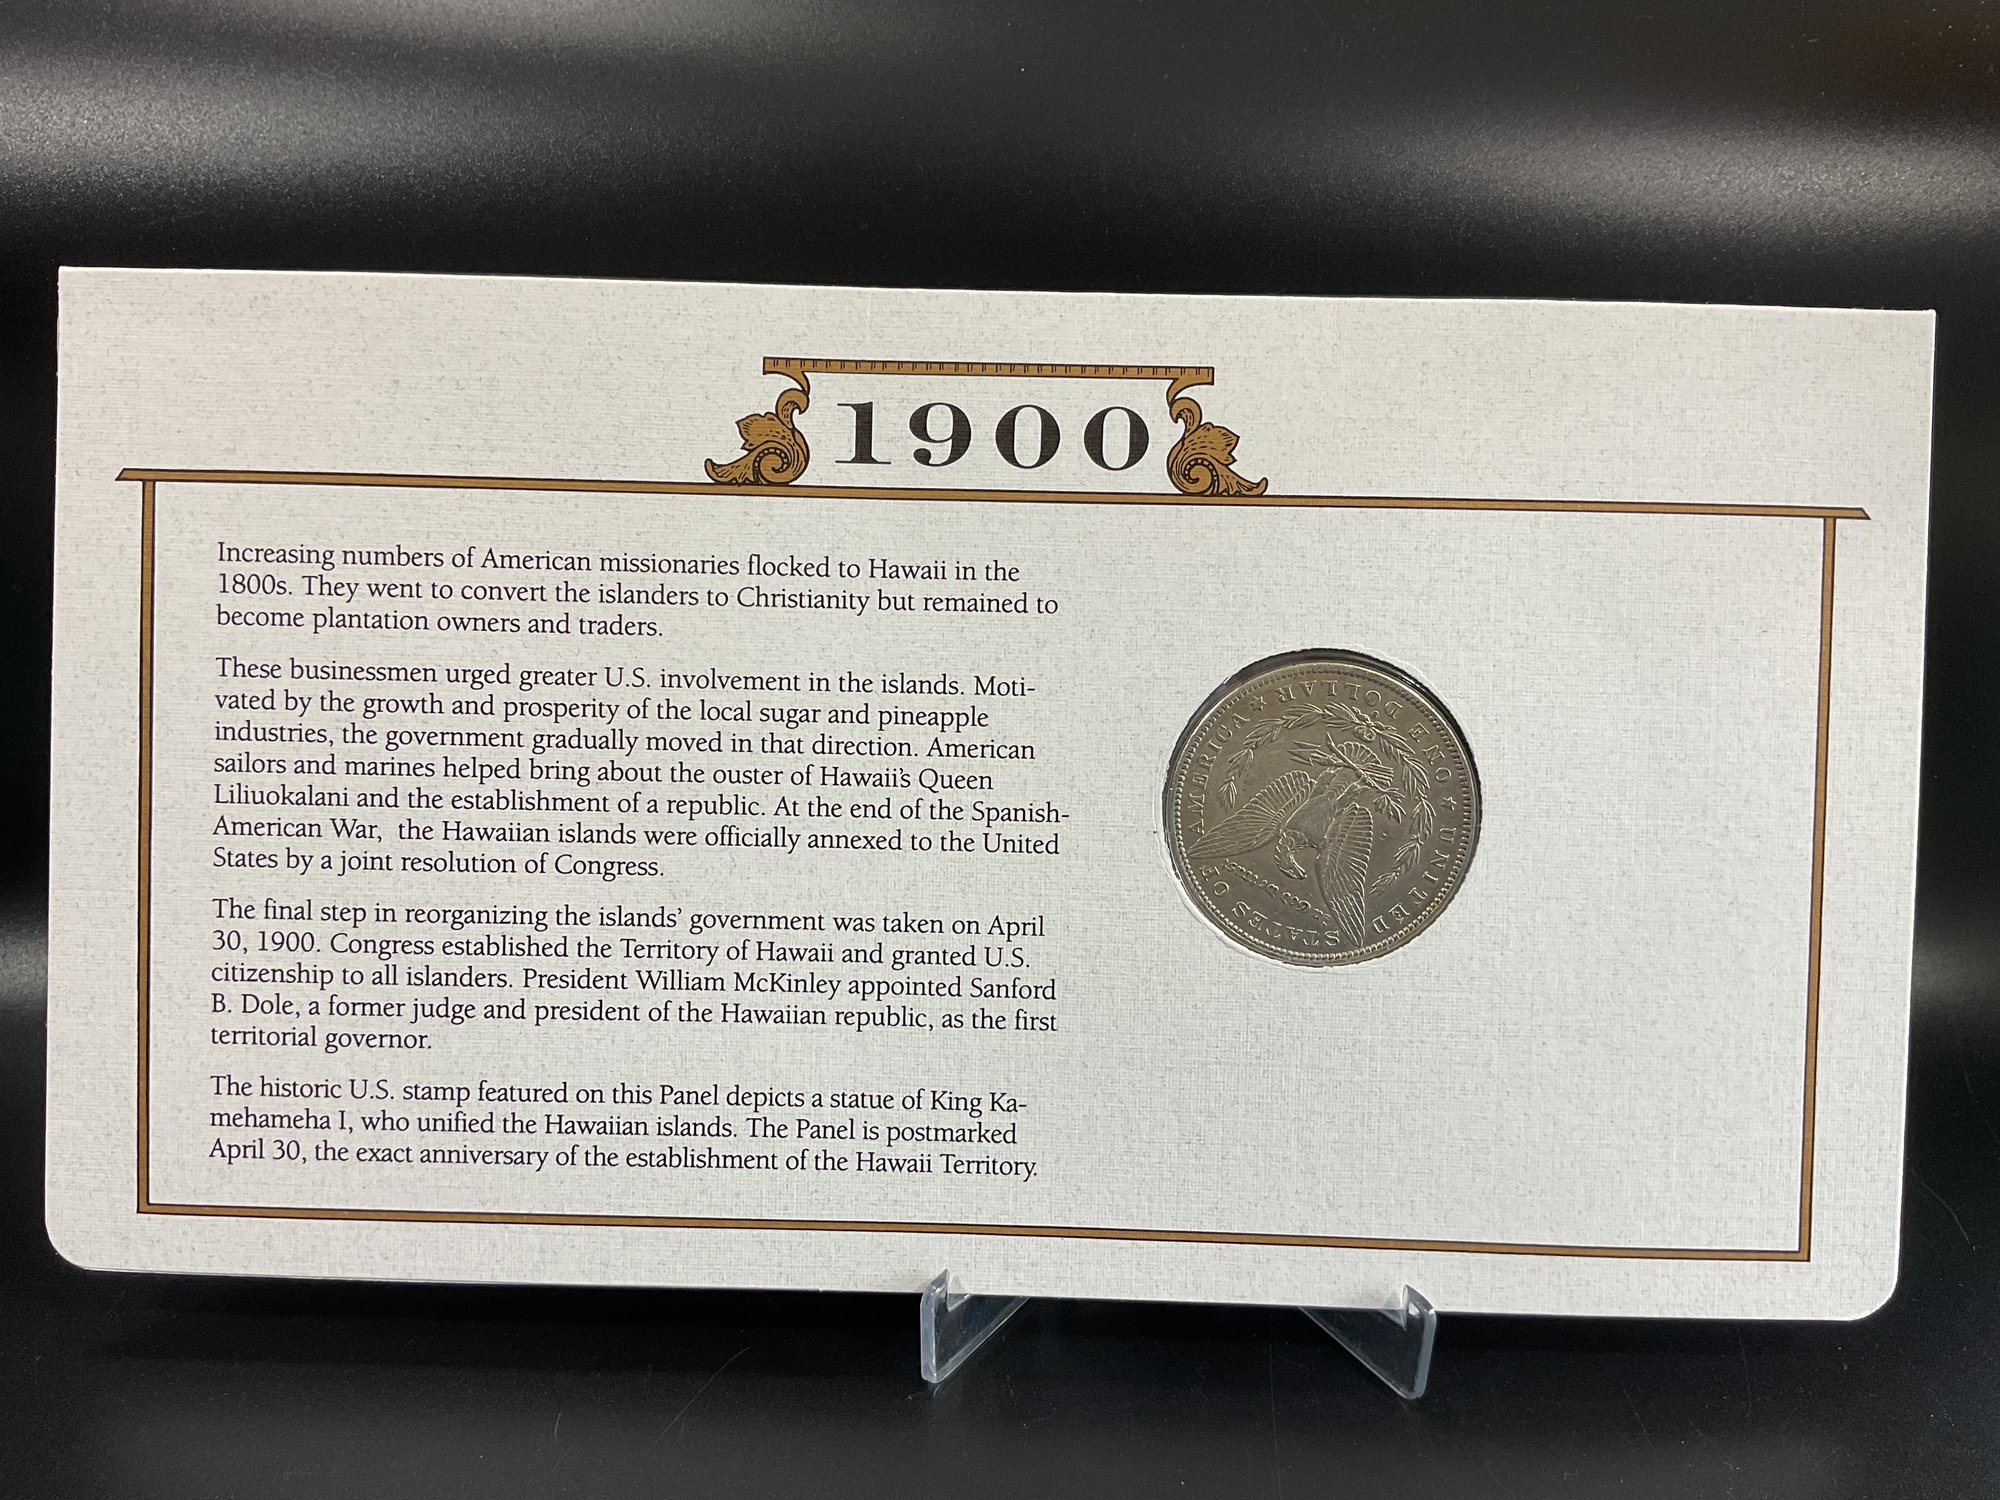 1900
Increasing numbers of American missionaries flocked to Hawaii in the
1800s. They went to convert the islanders to Christianity but remained to
become plantation owners and traders.
These businessmen urged greater U.S. involvement in the islands. Moti-
vated by the growth and prosperity of the local sugar and pineapple
industries, the government gradually moved in that direction. American
sailors and marines helped bring about the ouster of Hawaii's Queen
Liliuokalani and the establishment of a republic. At the end of the Spanish-
American War, the Hawaiian islands were officially annexed to the United
States by a joint resolution of Congress.
The final step in reorganizing the islands' government was taken on April
30, 1900. Congress established the Territory of Hawaii and granted U.S.
citizenship to all islanders. President William McKinley appointed Sanford
B. Dole, a former judge and president of the Hawaiian republic, as the first
territorial governor.
The historic U.S. stamp featured on this Panel depicts a statue of King Ka-
mehameha I, who unified the Hawaiian islands. The Panel is postmarked
April 30, the exact anniversary of the establishment of the Hawaii Territory.
UNITED STATES OF AMERICA
In God we trust
ONE DOLLAR